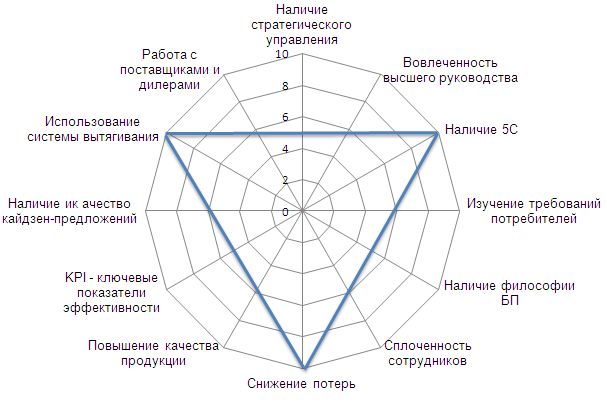 Наличие
стратегического
управления
Вовлеченность
высшего руководства
Наличие 5С
Изучение требований
потребителей
Наличие философии
БП
Сплоченность
сотрудников
Снижение потерь
Повышение качества
продукции
KPI - ключевые
показатели
эффективности
Наличие ик ачество
кайдзен-предложений
Использование
системы вытягивания
Работа с
поставщиками и
дилерами
10
8
6
4
2
0